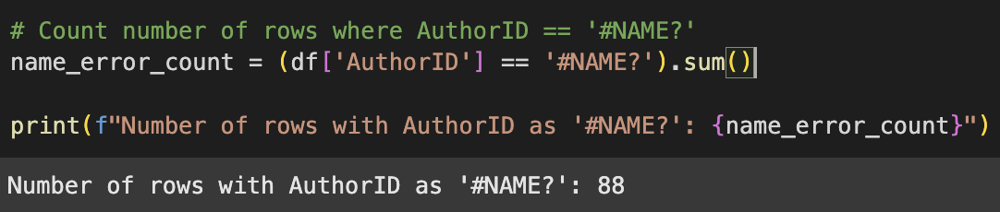 # Count number of rows where AuthorID == '#NAME?'
name_error_count = (df['AuthorID'] == '#NAME?').sum()
print(f"Number of rows with AuthorID as '#NAME?': {name_error_count}")
Number of rows with AuthorID as '#NAME?': 88